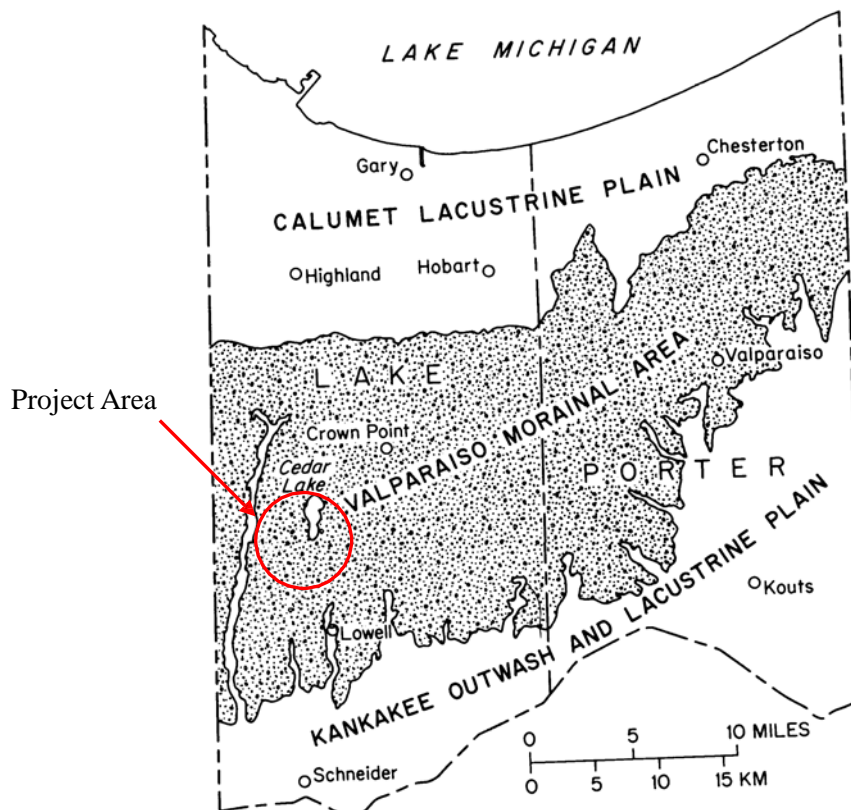 LAKE MICHIGAN
Chesterton
Gary
CALUMET LACUSTRINE PLAIN
Highland
Hobart
LAKE
Valparaiso
Project Area
Crown Point
VALPARAISO MORAINAL AREA
Cedar
Lake
PORTER
Kouts
Lowell
KANKAKEE OUTWASH AND LACUSTRINE PLAIN
0 5 10 MILES
0 5 10 15 KM
Schneider